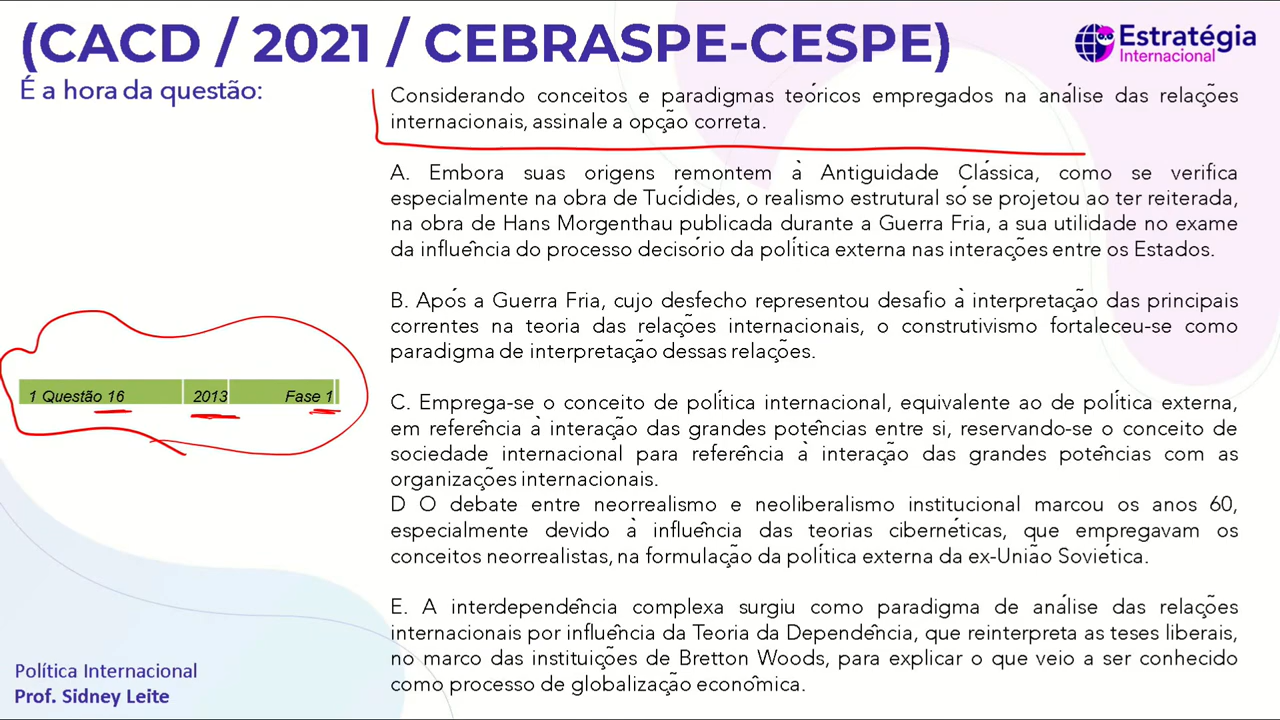 (CACD / 2021 / CEBRASPE-CESPE)
Estratégia
Internacional
É a hora da questão:
Considerando conceitos e paradigmas teóricos empregados na análise das relações
internacionais, assinale a opção correta.
A. Embora suas origens remontem à Antiguidade Clássica, como se verifica
especialmente na obra de Tucídides, o realismo estrutural só se projetou ao ter reiterada,
na obra de Hans Morgenthau publicada durante a Guerra Fria, a sua utilidade no exame
da influência do processo decisório da política externa nas interações entre os Estados.
B. Após a Guerra Fria, cujo desfecho representou desafio à interpretação das principais
correntes na teoria das relações internacionais, o construtivismo fortaleceu-se como
paradigma de interpretação dessas relações.
1 Questão 16 2013 Fase 1
C. Emprega-se o conceito de política internacional, equivalente ao de política externa,
em referência à interação das grandes potências entre si, reservando-se o conceito de
sociedade internacional para referência à interação das grandes potências com as
organizações internacionais.
D O debate entre neorrealismo e neoliberalismo institucional marcou os anos 60,
especialmente devido à influência das teorias cibernéticas, que empregavam os
conceitos neorrealistas, na formulação da política externa da ex-União Soviética.
E. A interdependência complexa surgiu como paradigma de análise das relações
internacionais por influência da Teoria da Dependência, que reinterpreta as teses liberais,
no marco das instituições de Bretton Woods, para explicar o que veio a ser conhecido
como processo de globalização econômica.
Política Internacional
Prof. Sidney Leite